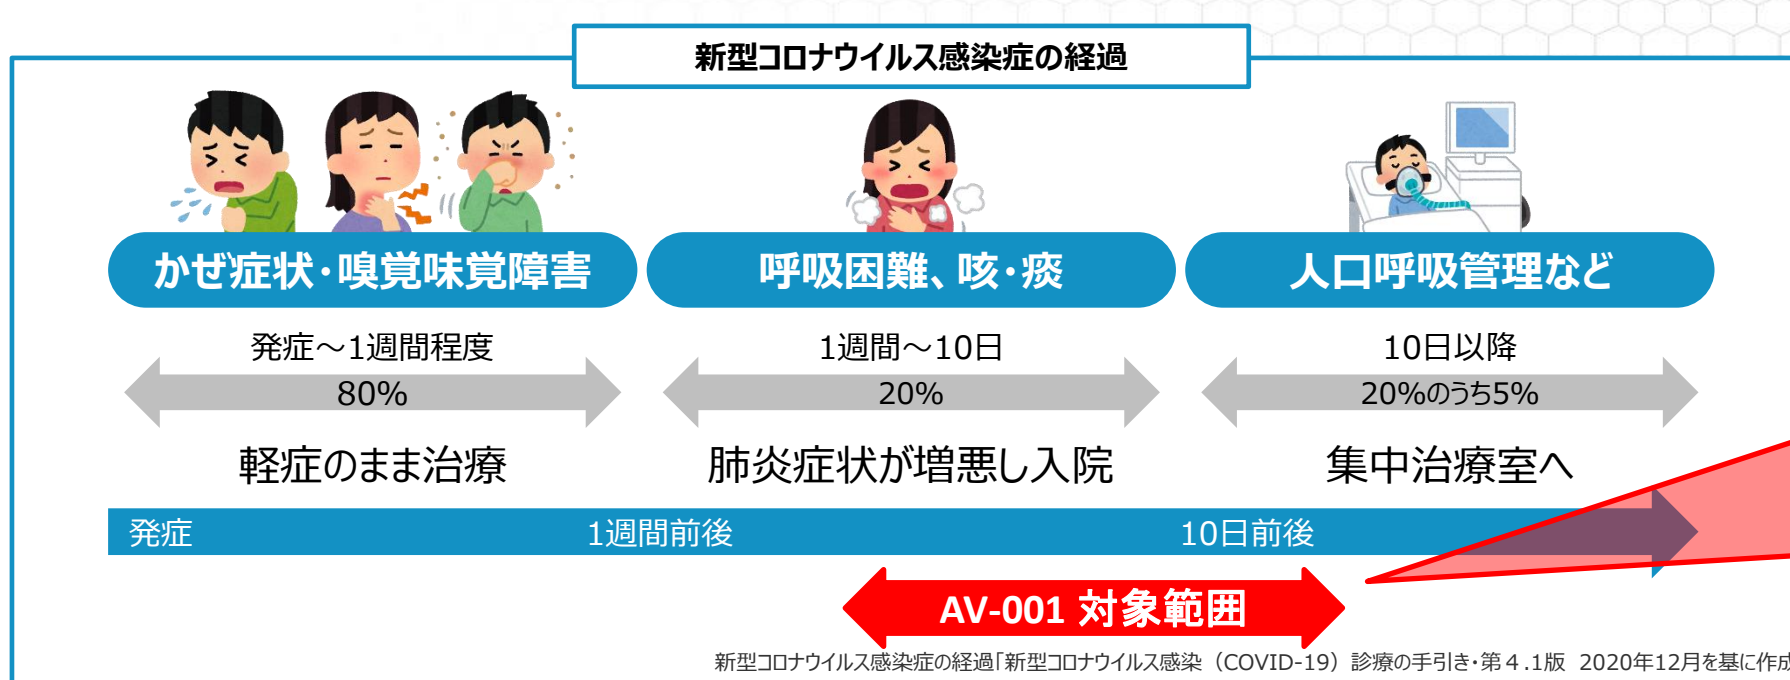 新型コロナウイルス感染症の経過
かぜ症状・嗅覚味覚障害
呼吸困難、咳・痰
人口呼吸管理など
発症～1週間程度
1週間～10日
10日以降
80%
20%
20%のうち5%
軽症のまま治療
肺炎症状が増悪し入院
集中治療室へ
発症
1週間前後
10日前後
AV-001 対象範囲
新型コロナウイルス感染症の経過「新型コロナウイルス感染（COVID-19）診療の手引き・第４.1版 2020年12月を基に作成